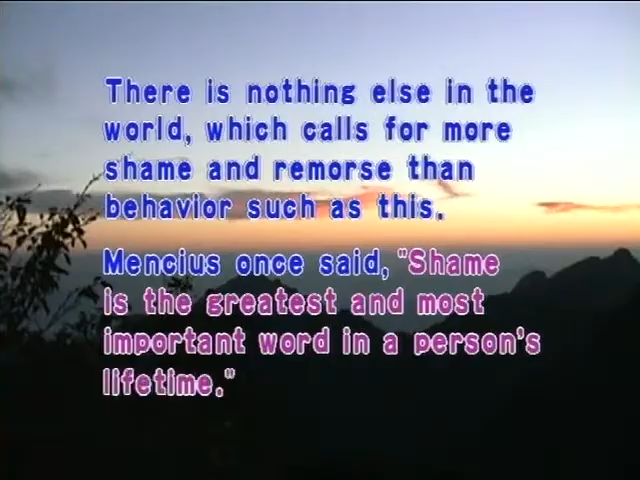 There is nothing else in the
world, which calls for more
shame and remorse than
behavior such as this.
Mencius once said, "Shame
is the greatest and most
important word in a person's
lifetime."